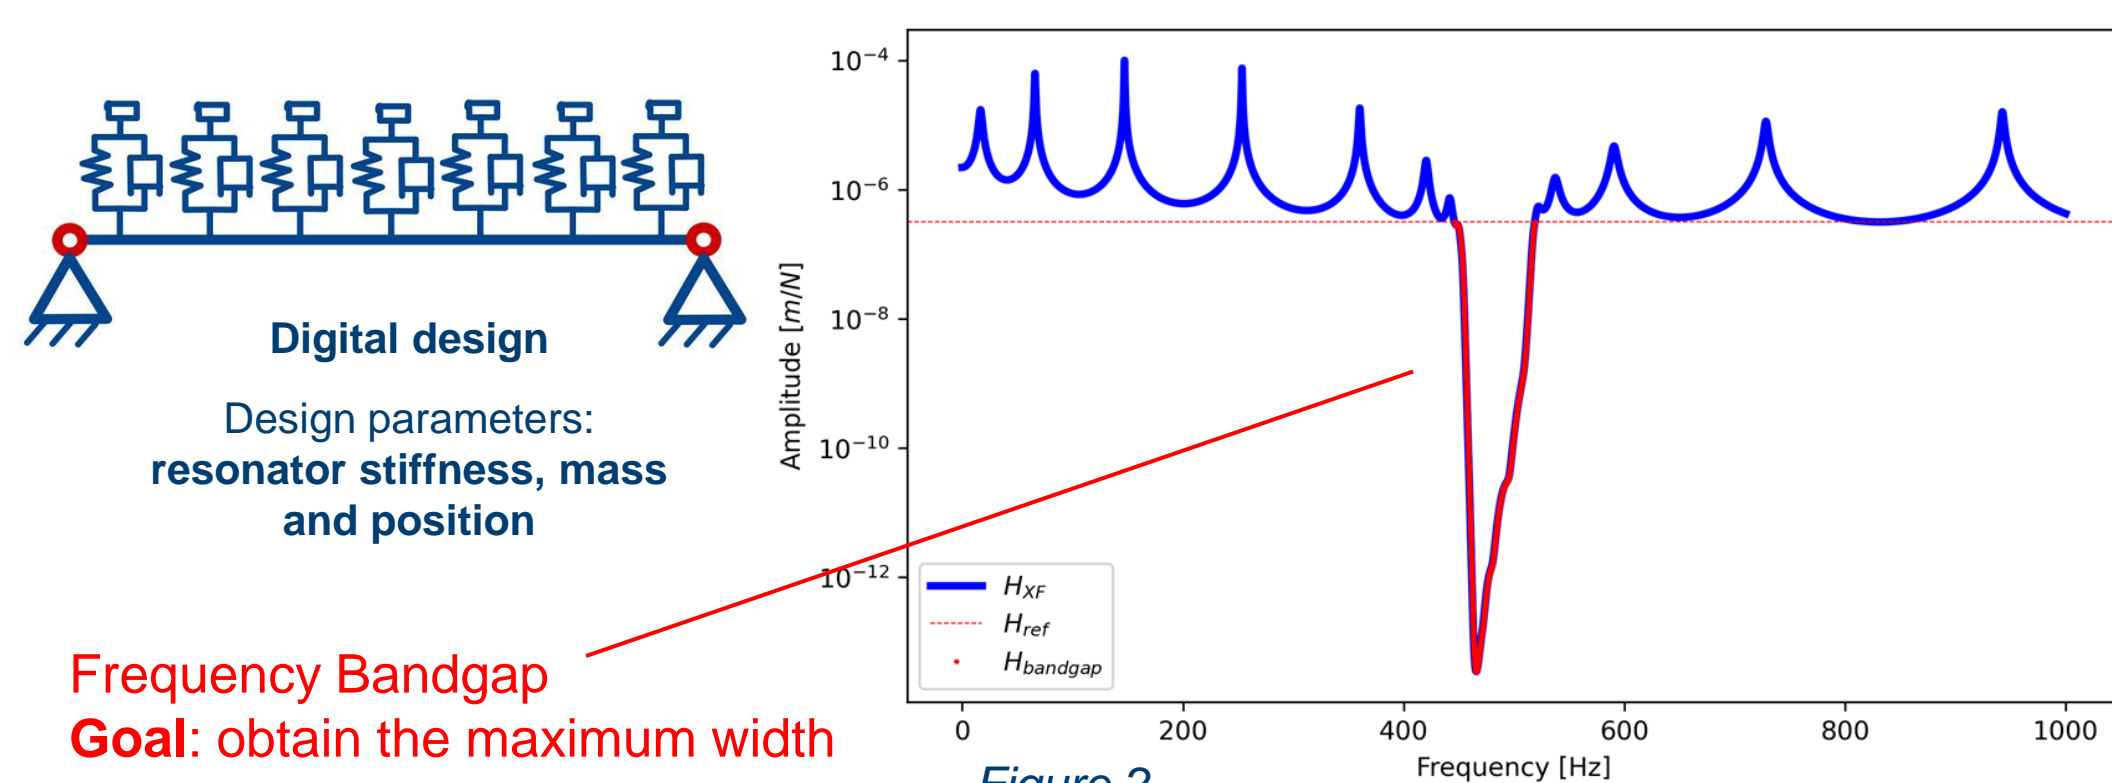 Digital design
Design parameters:
resonator stiffness, mass
and position
Frequency Bandgap
Goal: obtain the maximum width
Amplitude [m/N]
10⁻⁴
10⁻⁶
10⁻⁸
10⁻¹⁰
10⁻¹²
H_XF
H_ref
H_bandgap
0 200 400 600 800 1000
Frequency [Hz]
Figure 2